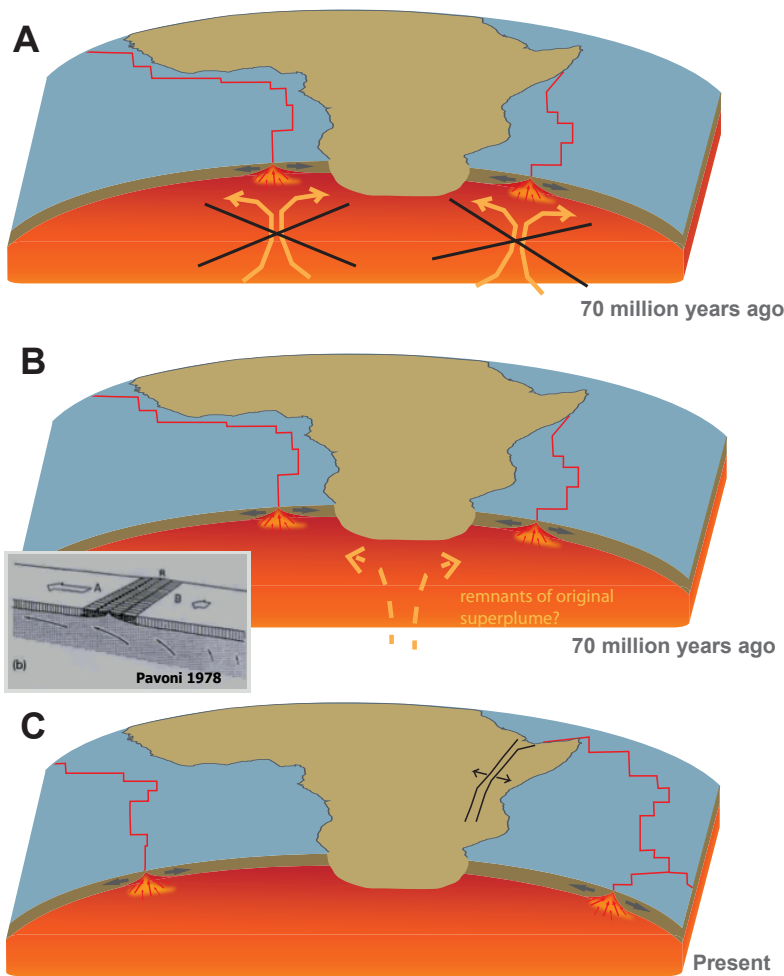 A
70 million years ago
B
A
R
B
(b)
Pavoni 1978
remnants of original
superplume?
70 million years ago
C
Present